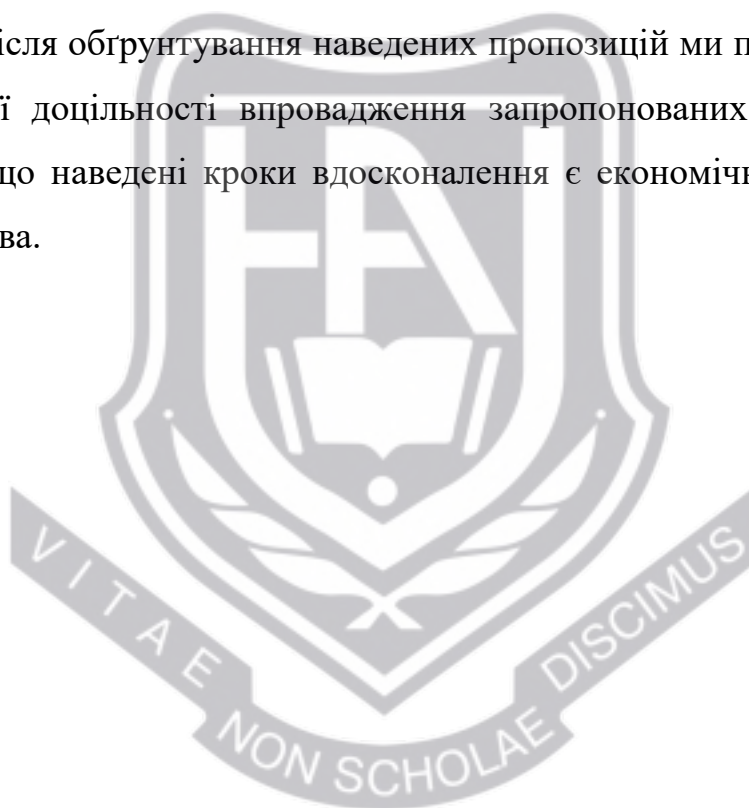 ісля обґрунтування наведених пропозицій ми п
ї доцільності впровадження запропонованих
що наведені кроки вдосконалення є економічн
ва.
VITAE
NON SCHOLAE
DISCIMUS